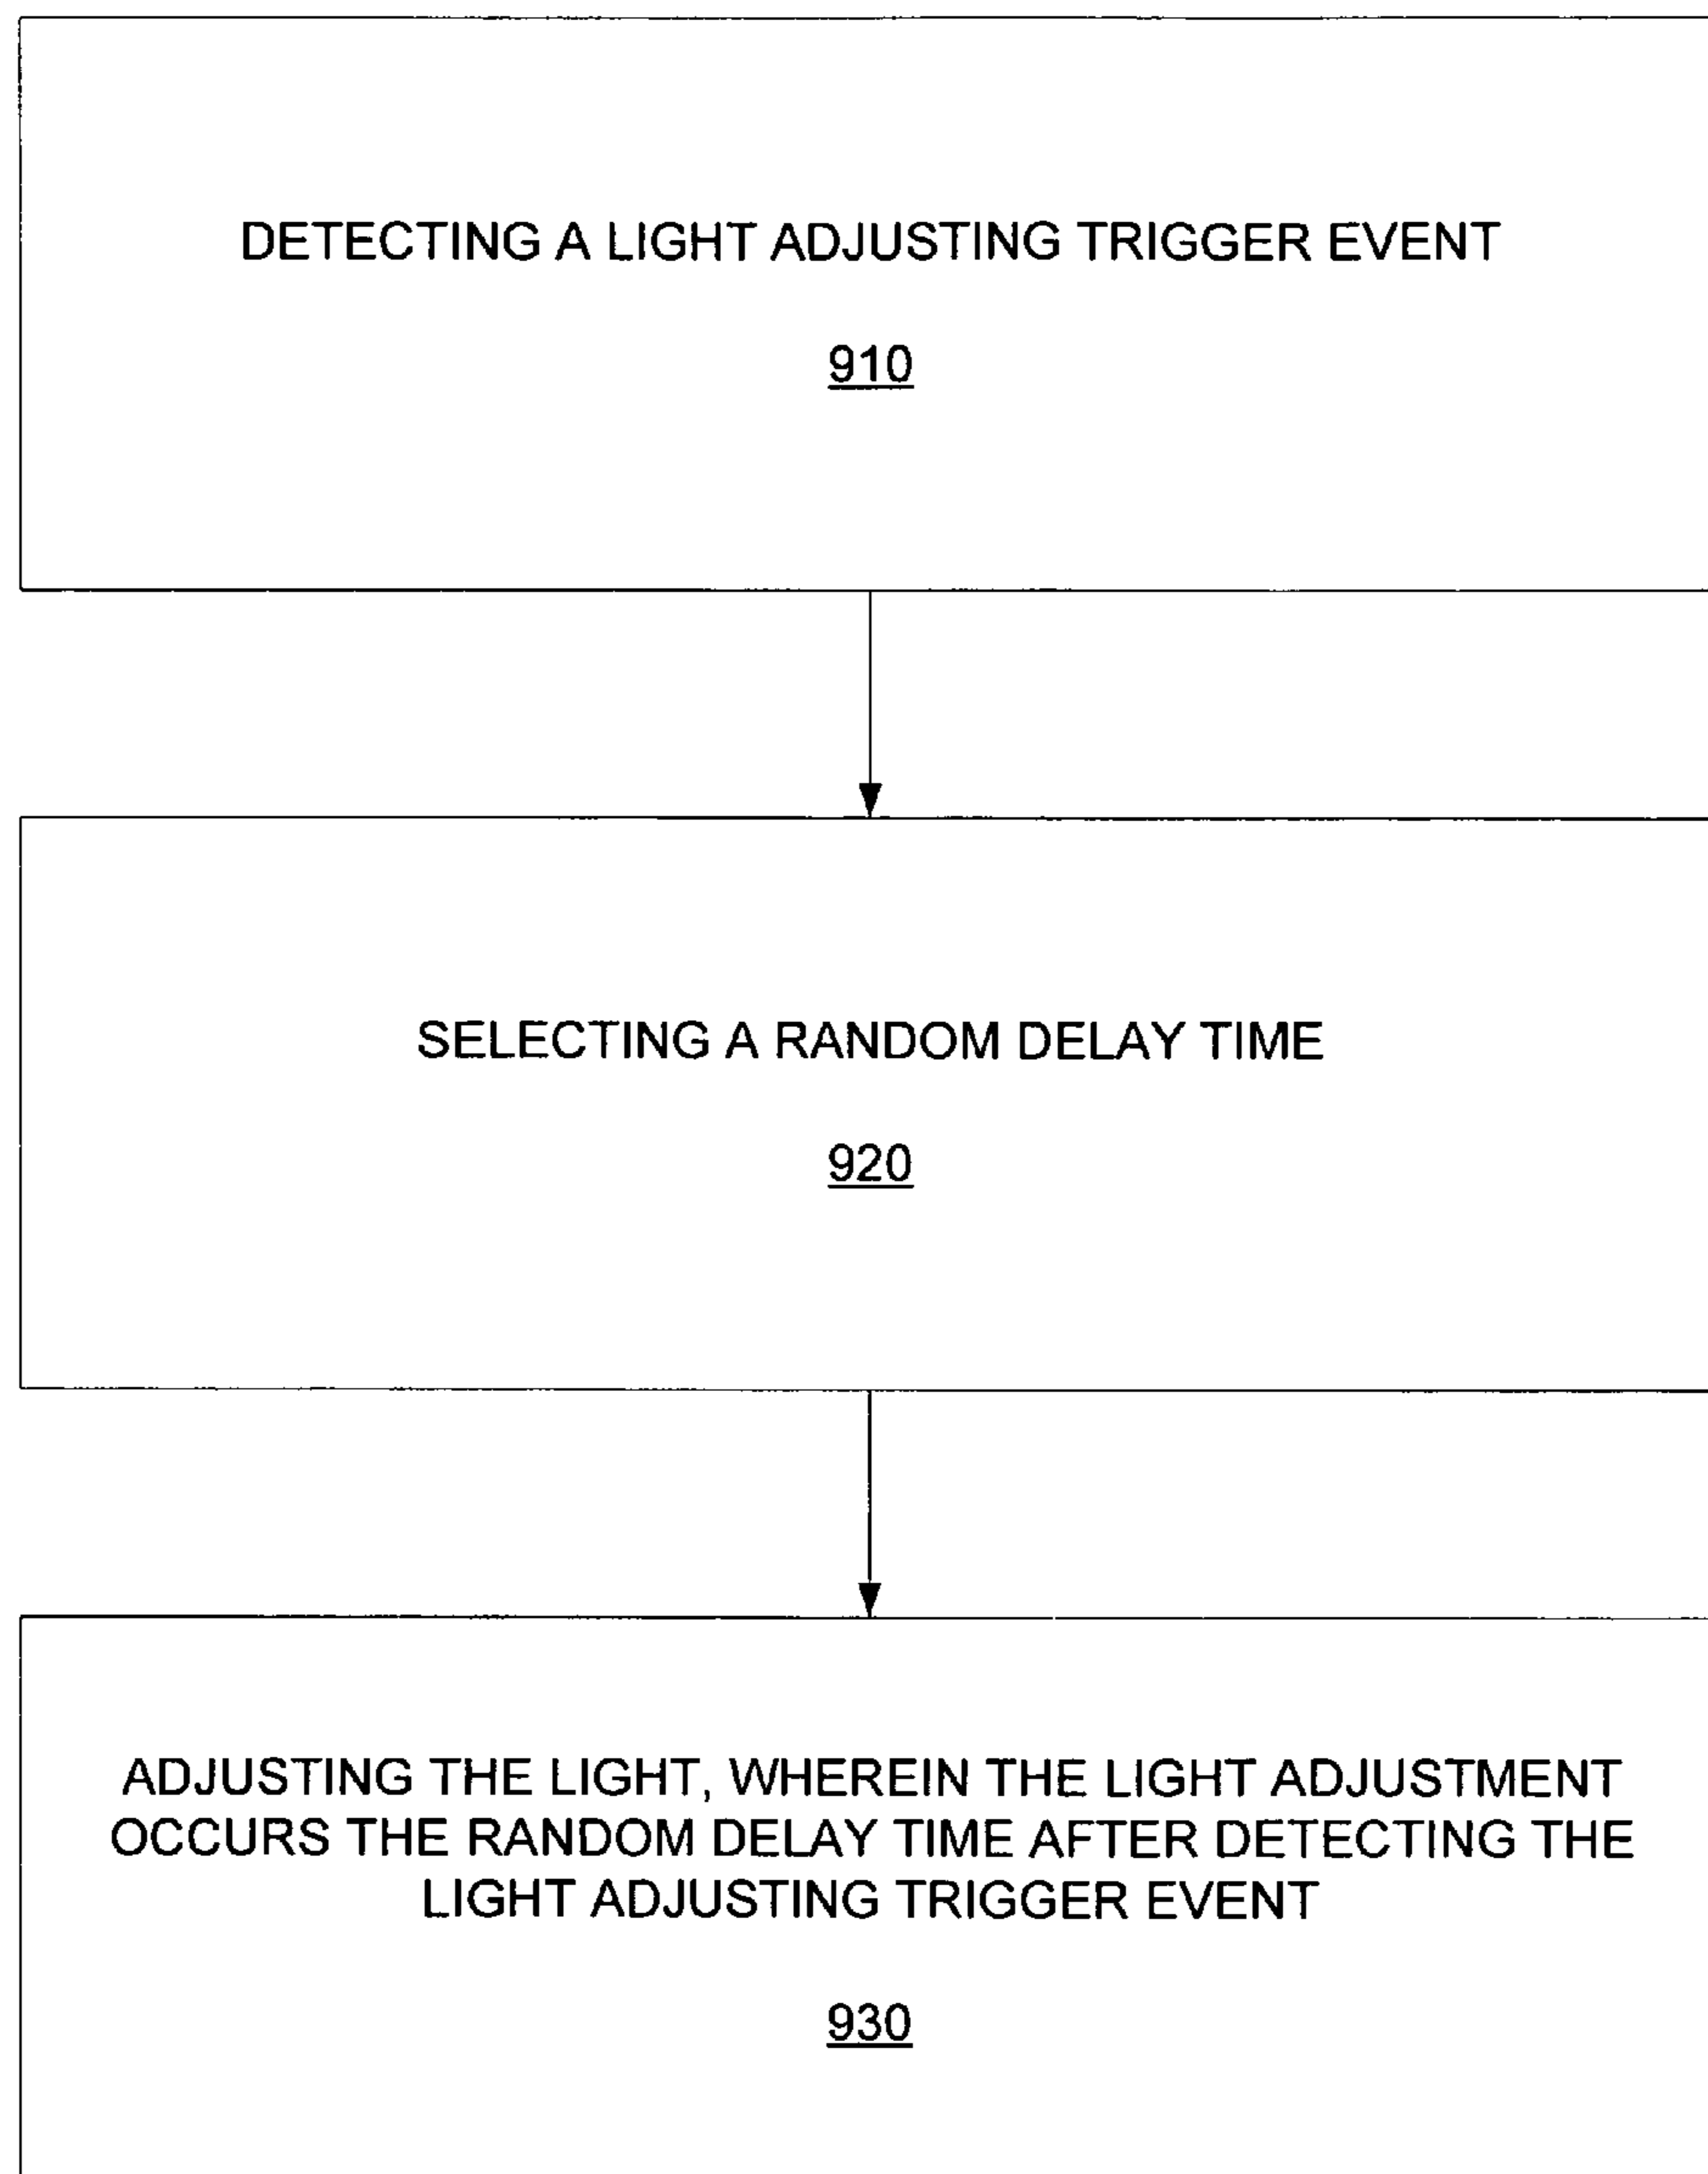 DETECTING A LIGHT ADJUSTING TRIGGER EVENT
910
SELECTING A RANDOM DELAY TIME
920
ADJUSTING THE LIGHT, WHEREIN THE LIGHT ADJUSTMENT
OCCURS THE RANDOM DELAY TIME AFTER DETECTING THE
LIGHT ADJUSTING TRIGGER EVENT
930